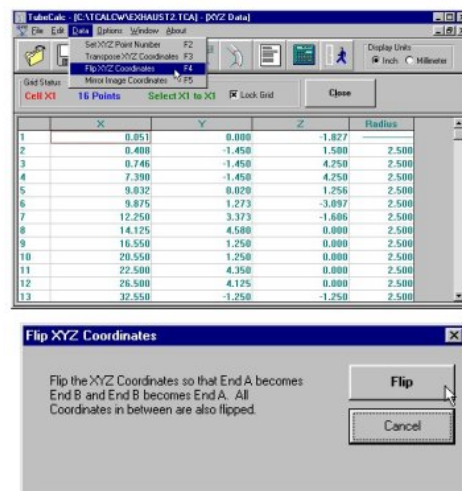 TubeCalc - [C:\TCALCW\EXHAUST2.TCA] - [XYZ Data]
File Edit Data Options Window About
Set XYZ Point Number F2
Transpose XYZ Coordinates F3
Flip XYZ Coordinates F4
Mirror Image Coordinates F5
Display Units
Inch Millimeter
Grid Status
Cell X1 16 Points Select X1 to X1 Lock Grid Close
X Y Z Radius
1 0.051 0.000 -1.827
2 0.408 -1.450 1.500 2.500
3 0.746 -1.450 4.250 2.500
4 7.390 -1.450 4.250 2.500
5 9.032 0.020 1.256 2.500
6 9.875 1.273 -3.097 2.500
7 12.250 3.373 -1.606 2.500
8 14.125 4.580 0.000 2.500
9 16.550 1.250 0.000 2.500
10 20.550 1.250 0.000 2.500
11 22.500 4.350 0.000 2.500
12 26.500 4.125 0.000 2.500
13 32.550 -1.250 -1.250 2.500
Flip XYZ Coordinates
Flip the XYZ Coordinates so that End A becomes
End B and End B becomes End A. All
Coordinates in between are also flipped.
Flip
Cancel